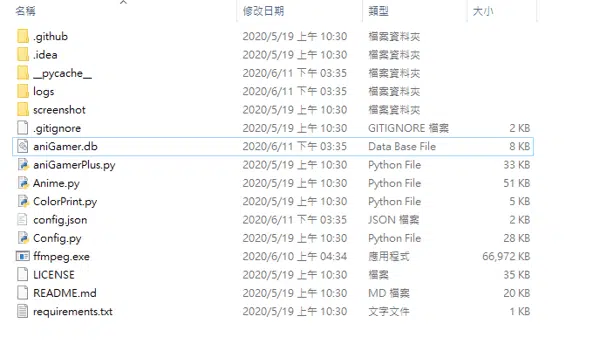 名稱 修改日期 類型 大小
.github 2020/5/19 上午 10:30 檔案資料夾
.idea 2020/5/19 上午 10:30 檔案資料夾
__pycache__ 2020/6/11 下午 03:35 檔案資料夾
logs 2020/6/11 下午 03:35 檔案資料夾
screenshot 2020/5/19 上午 10:30 檔案資料夾
.gitignore 2020/5/19 上午 10:30 GITIGNORE 檔案 2 KB
aniGamer.db 2020/6/11 下午 03:35 Data Base File 8 KB
aniGamerPlus.py 2020/5/19 上午 10:30 Python File 33 KB
Anime.py 2020/5/19 上午 10:30 Python File 51 KB
ColorPrint.py 2020/5/19 上午 10:30 Python File 5 KB
config.json 2020/6/11 下午 03:35 JSON 檔案 2 KB
Config.py 2020/5/19 上午 10:30 Python File 28 KB
ffmpeg.exe 2020/6/10 上午 04:34 應用程式 66,972 KB
LICENSE 2020/5/19 上午 10:30 檔案 35 KB
README.md 2020/5/19 上午 10:30 MD 檔案 20 KB
requirements.txt 2020/5/19 上午 10:30 文字文件 1 KB